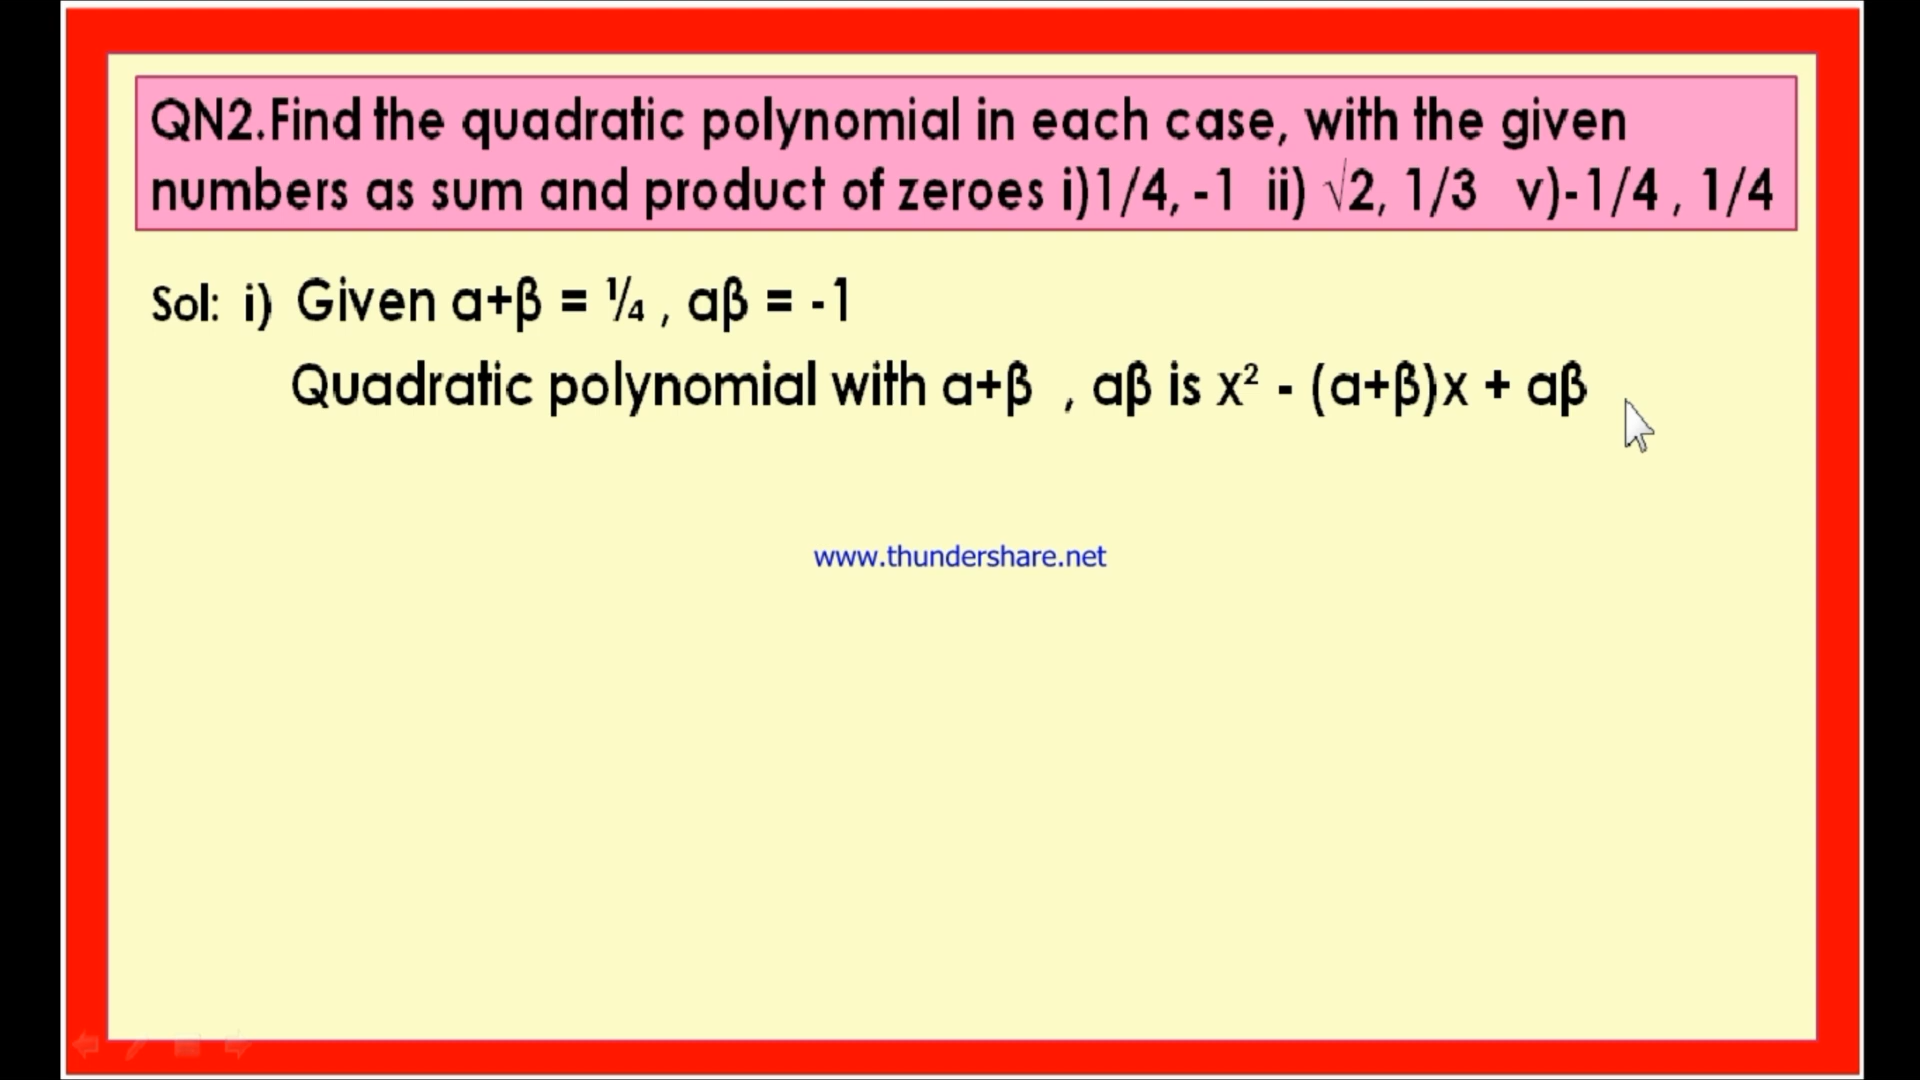 QN2.Find the quadratic polynomial in each case, with the given
numbers as sum and product of zeroes i)1/4, -1 ii) √2, 1/3 v)-1/4 , 1/4
Sol: i) Given α+β = ¼ , αβ = -1
Quadratic polynomial with α+β , αβ is x² - (α+β)x + αβ
www.thundershare.net